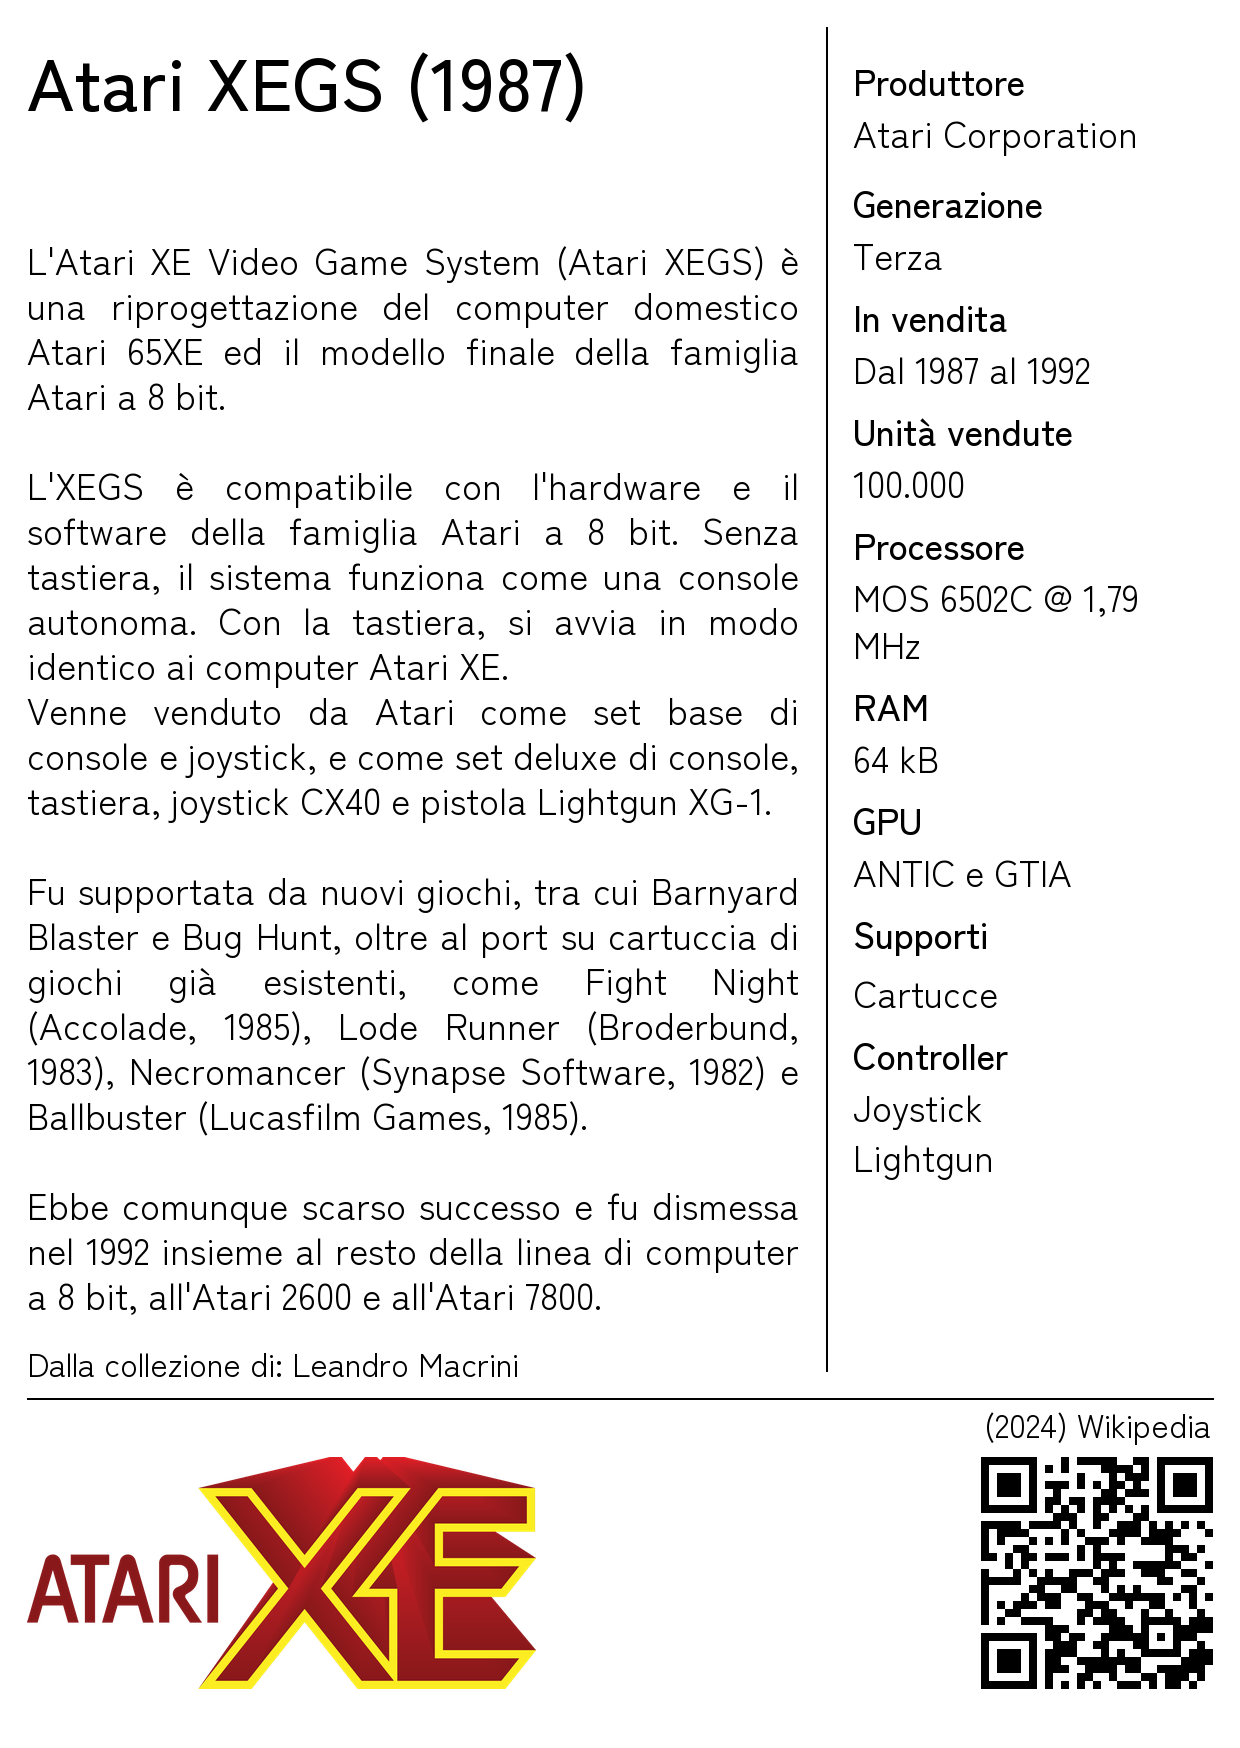 Atari XEGS (1987)
L'Atari XE Video Game System (Atari XEGS) è
una riprogettazione del computer domestico
Atari 65XE ed il modello finale della famiglia
Atari a 8 bit.
L'XEGS è compatibile con l'hardware e il
software della famiglia Atari a 8 bit. Senza
tastiera, il sistema funziona come una console
autonoma. Con la tastiera, si avvia in modo
identico ai computer Atari XE.
Venne venduto da Atari come set base di
console e joystick, e come set deluxe di console,
tastiera, joystick CX40 e pistola Lightgun XG-1.
Fu supportata da nuovi giochi, tra cui Barnyard
Blaster e Bug Hunt, oltre al port su cartuccia di
giochi già esistenti, come Fight Night
(Accolade, 1985), Lode Runner (Broderbund,
1983), Necromancer (Synapse Software, 1982) e
Ballbuster (Lucasfilm Games, 1985).
Ebbe comunque scarso successo e fu dismessa
nel 1992 insieme al resto della linea di computer
a 8 bit, all'Atari 2600 e all'Atari 7800.
Dalla collezione di: Leandro Macrini
Produttore
Atari Corporation
Generazione
Terza
In vendita
Dal 1987 al 1992
Unità vendute
100.000
Processore
MOS 6502C @ 1,79
MHz
RAM
64 kB
GPU
ANTIC e GTIA
Supporti
Cartucce
Controller
Joystick
Lightgun
(2024) Wikipedia
ATARI XE